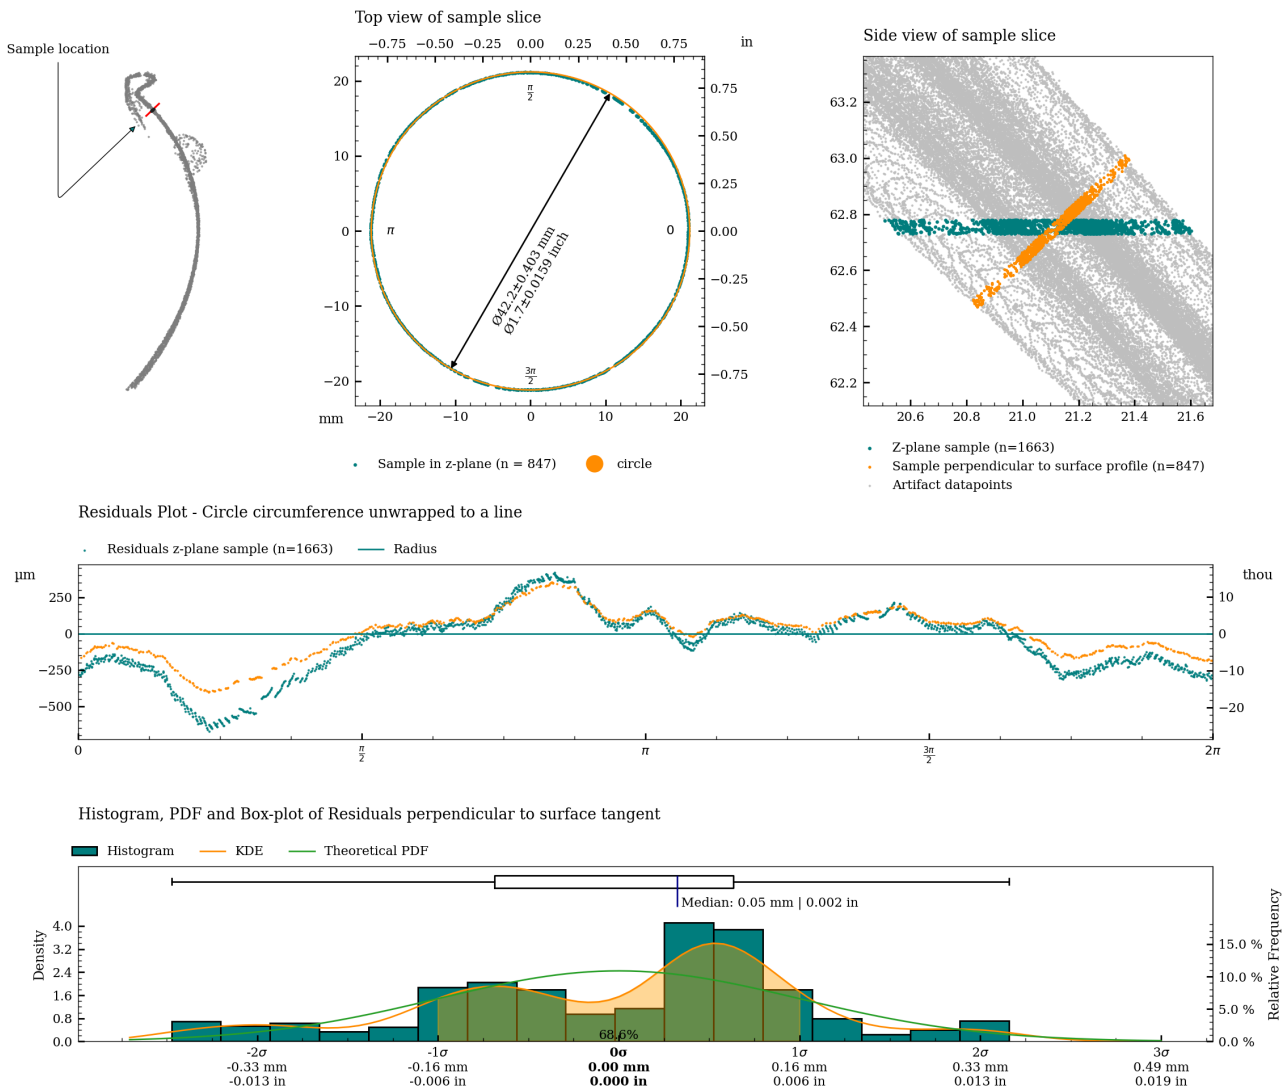 Sample location
Top view of sample slice
−0.75 −0.50 −0.25 0.00 0.25 0.50 0.75
in
20
10
0
−10
−20
mm
0.75
0.50
0.25
0.00
−0.25
−0.50
−0.75
π/2
π
0
3π/2
Ø42.2±0.403 mm
Ø1.7±0.0159 inch
−20 −10 0 10 20
Sample in z-plane (n = 847)
circle
Side view of sample slice
63.2
63.0
62.8
62.6
62.4
62.2
20.6 20.8 21.0 21.2 21.4 21.6
Z-plane sample (n=1663)
Sample perpendicular to surface profile (n=847)
Artifact datapoints
Residuals Plot - Circle circumference unwrapped to a line
Residuals z-plane sample (n=1663)
Radius
µm
250
0
−250
−500
thou
10
0
−10
−20
0 π/2 π 3π/2 2π
Histogram, PDF and Box-plot of Residuals perpendicular to surface tangent
Histogram
KDE
Theoretical PDF
Median: 0.05 mm | 0.002 in
Density
4.0
3.2
2.4
1.6
0.8
0.0
Relative Frequency
15.0 %
10.0 %
5.0 %
0.0 %
68.6%
-2σ -1σ 0σ 1σ 2σ 3σ
-0.33 mm -0.16 mm 0.00 mm 0.16 mm 0.33 mm 0.49 mm
-0.013 in -0.006 in 0.000 in 0.006 in 0.013 in 0.019 in